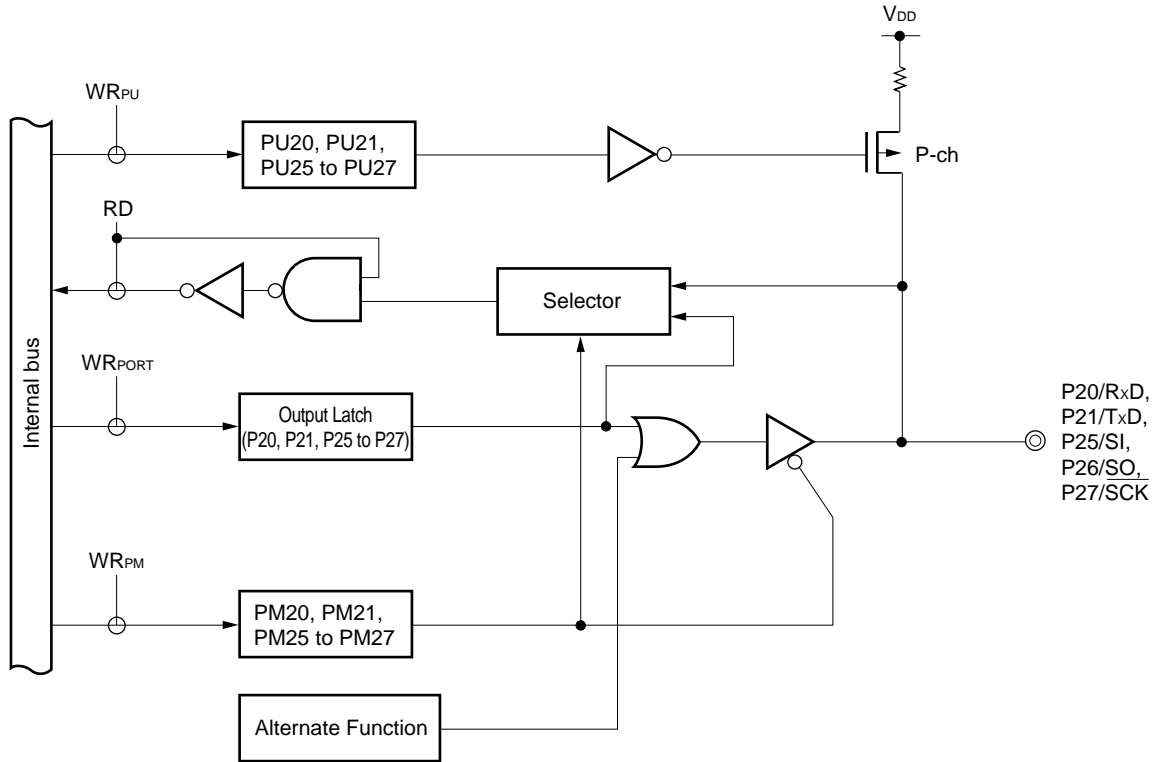 VDD
WRPU
PU20, PU21,
PU25 to PU27
P-ch
RD
Selector
Internal bus
WRPORT
Output Latch
(P20, P21, P25 to P27)
P20/RxD,
P21/TxD,
P25/SI,
P26/SO,
P27/S̅C̅K̅
WRPM
PM20, PM21,
PM25 to PM27
Alternate Function